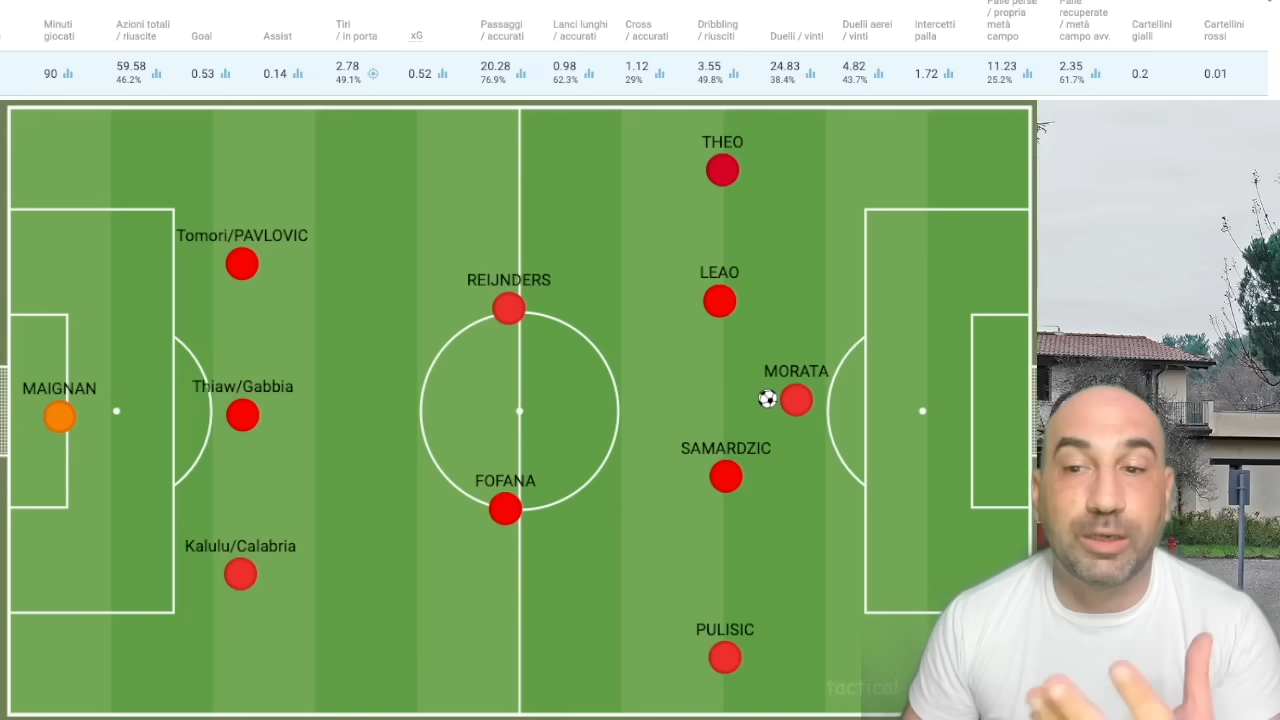 Minuti giocati
Azioni totali / riuscite
Goal
Assist
Tiri / in porta
xG
Passaggi / accurati
Lanci lunghi / accurati
Cross / accurati
Dribbling / riusciti
Duelli / vinti
Duelli aerei / vinti
Intercetti palla
Palle perse / propria metà campo
Palle recuperate / metà campo avv.
Cartellini gialli
Cartellini rossi
90
59.58
46.2%
0.53
0.14
2.78
49.1%
0.52
20.28
76.9%
0.98
62.3%
1.12
29%
3.55
49.8%
24.83
38.4%
4.82
43.7%
1.72
11.23
25.2%
2.35
61.7%
0.2
0.01
THEO
Tomori/PAVLOVIC
LEAO
REIJNDERS
MORATA
Thiaw/Gabbia
MAIGNAN
SAMARDZIC
FOFANA
Kalulu/Calabria
PULISIC
tactical